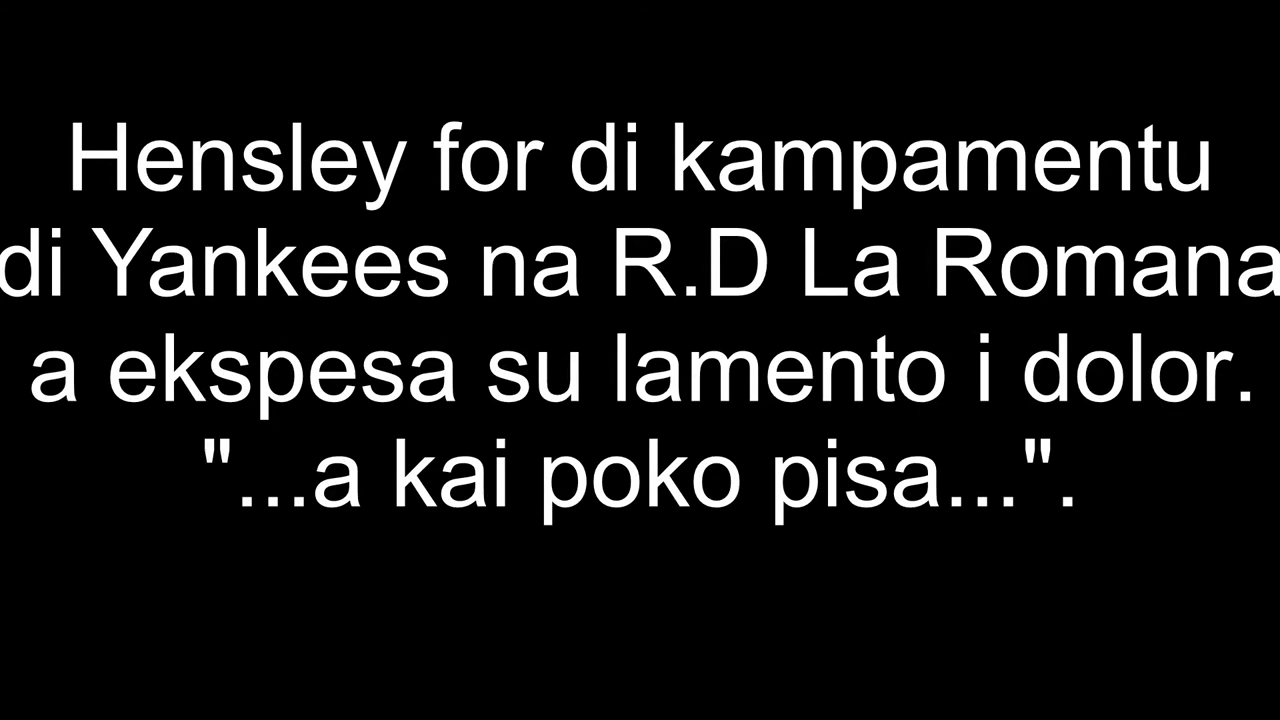 Hensley for di kampamentu
di Yankees na R.D La Romana
a ekspesa su lamento i dolor.
"...a kai poko pisa...".